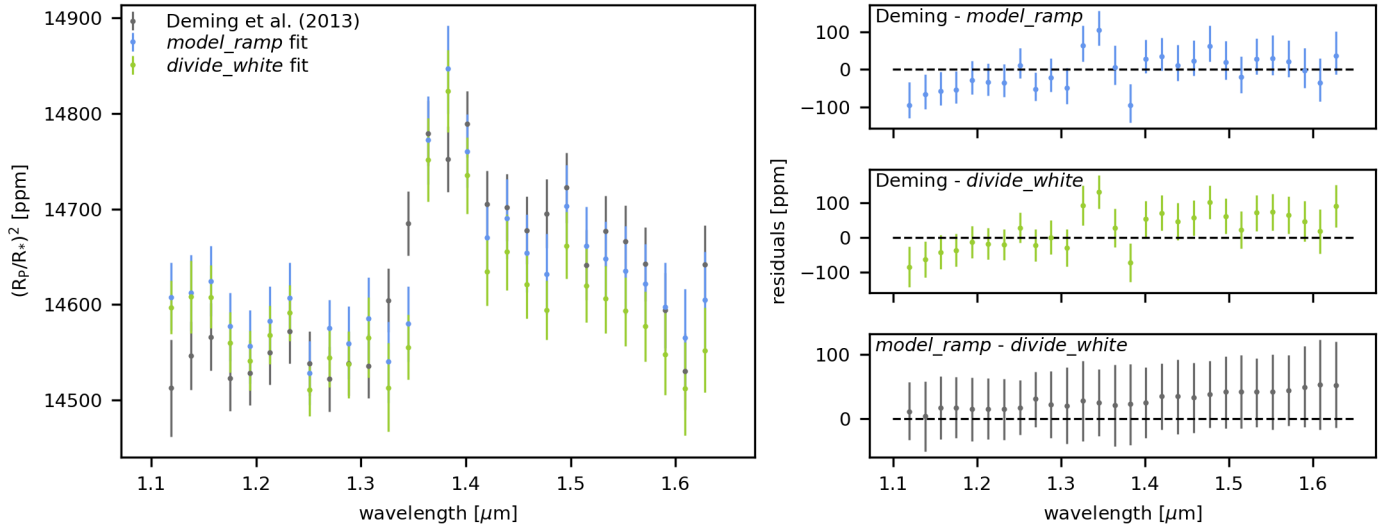 Deming et al. (2013)
model_ramp fit
divide_white fit
(R_P/R_*)^2 [ppm]
14900
14800
14700
14600
14500
1.1 1.2 1.3 1.4 1.5 1.6
wavelength [μm]
residuals [ppm]
Deming - model_ramp
100
0
−100
Deming - divide_white
100
0
−100
model_ramp - divide_white
100
0
1.1 1.2 1.3 1.4 1.5 1.6
wavelength [μm]